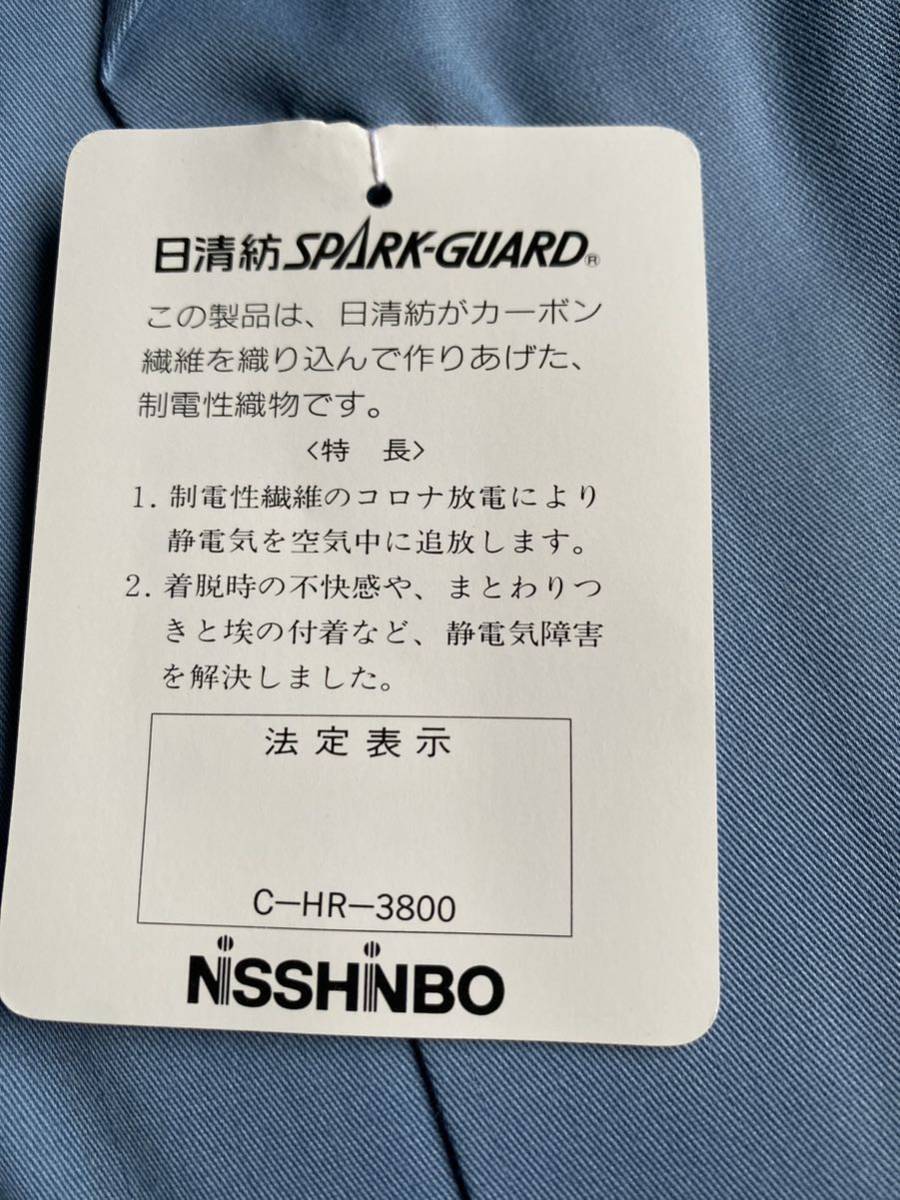 日清紡 SPARK-GUARD®
この製品は、日清紡がカーボン
繊維を織り込んで作りあげた、
制電性織物です。
〈特 長〉
1. 制電性繊維のコロナ放電により
静電気を空気中に追放します。
2. 着脱時の不快感や、まとわりつ
きと埃の付着など、静電気障害
を解決しました。
法定表示
C-HR-3800
NISSHINBO